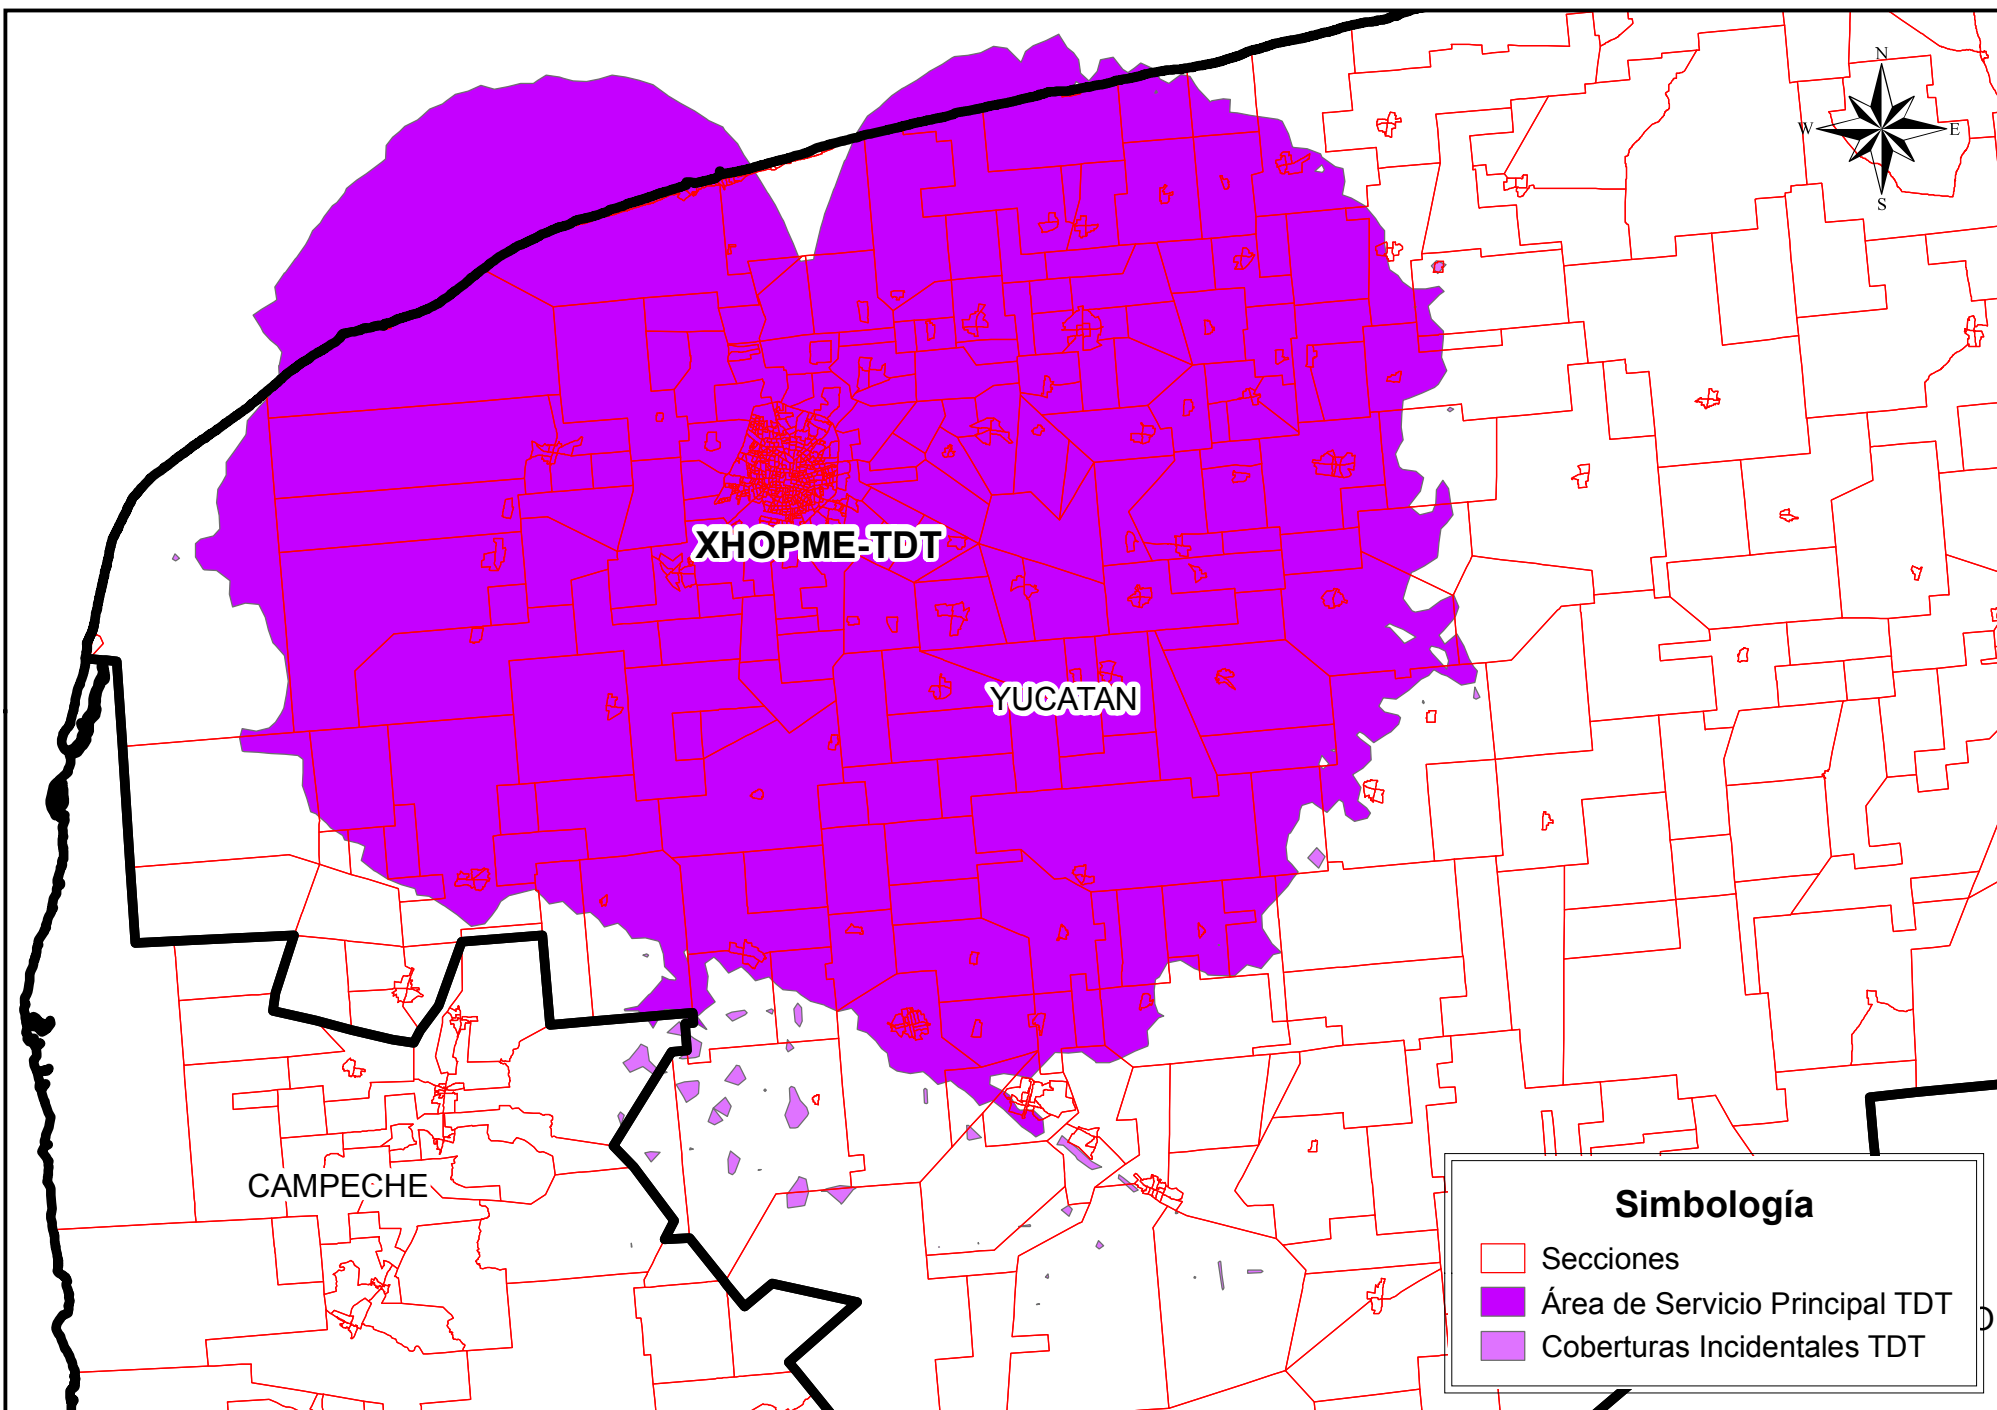 N
W
E
S
XHOPME-TDT
YUCATAN
CAMPECHE
Simbología
Secciones
Área de Servicio Principal TDT
Coberturas Incidentales TDT